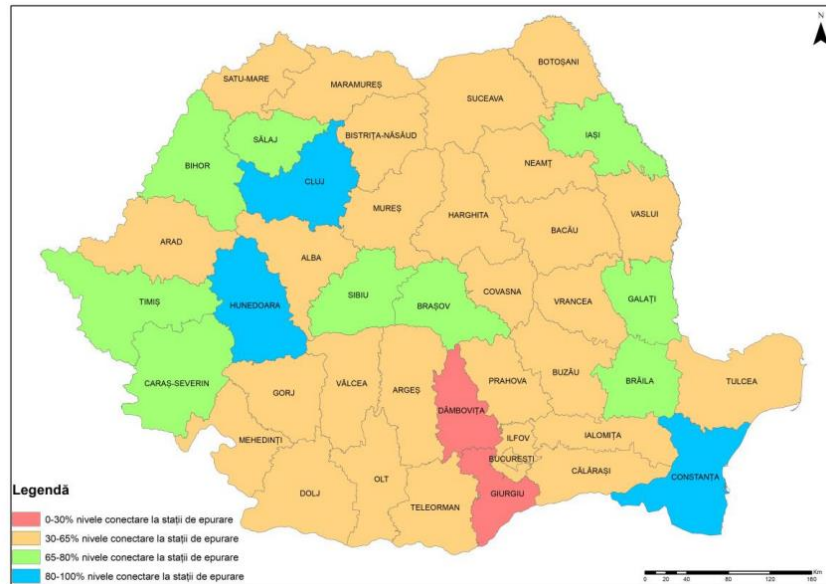 N
BOTOȘANI
SATU-MARE
MARAMUREȘ
SUCEAVA
SĂLAJ
BISTRIȚA-NĂSĂUD
IAȘI
BIHOR
NEAMȚ
CLUJ
MUREȘ
HARGHITA
VASLUI
BACĂU
ARAD
ALBA
COVASNA
TIMIȘ
HUNEDOARA
SIBIU
BRAȘOV
VRANCEA
GALAȚI
CARAȘ-SEVERIN
GORJ
VÂLCEA
ARGEȘ
PRAHOVA
BUZĂU
BRĂILA
TULCEA
DÂMBOVIȚA
MEHEDINȚI
ILFOV
IALOMIȚA
BUCUREȘTI
CĂLĂRAȘI
CONSTANȚA
OLT
DOLJ
TELEORMAN
GIURGIU
Legendă
0-30% nivele conectare la stații de epurare
30-65% nivele conectare la stații de epurare
65-80% nivele conectare la stații de epurare
80-100% nivele conectare la stații de epurare
Km
0 20 40 80 120 160